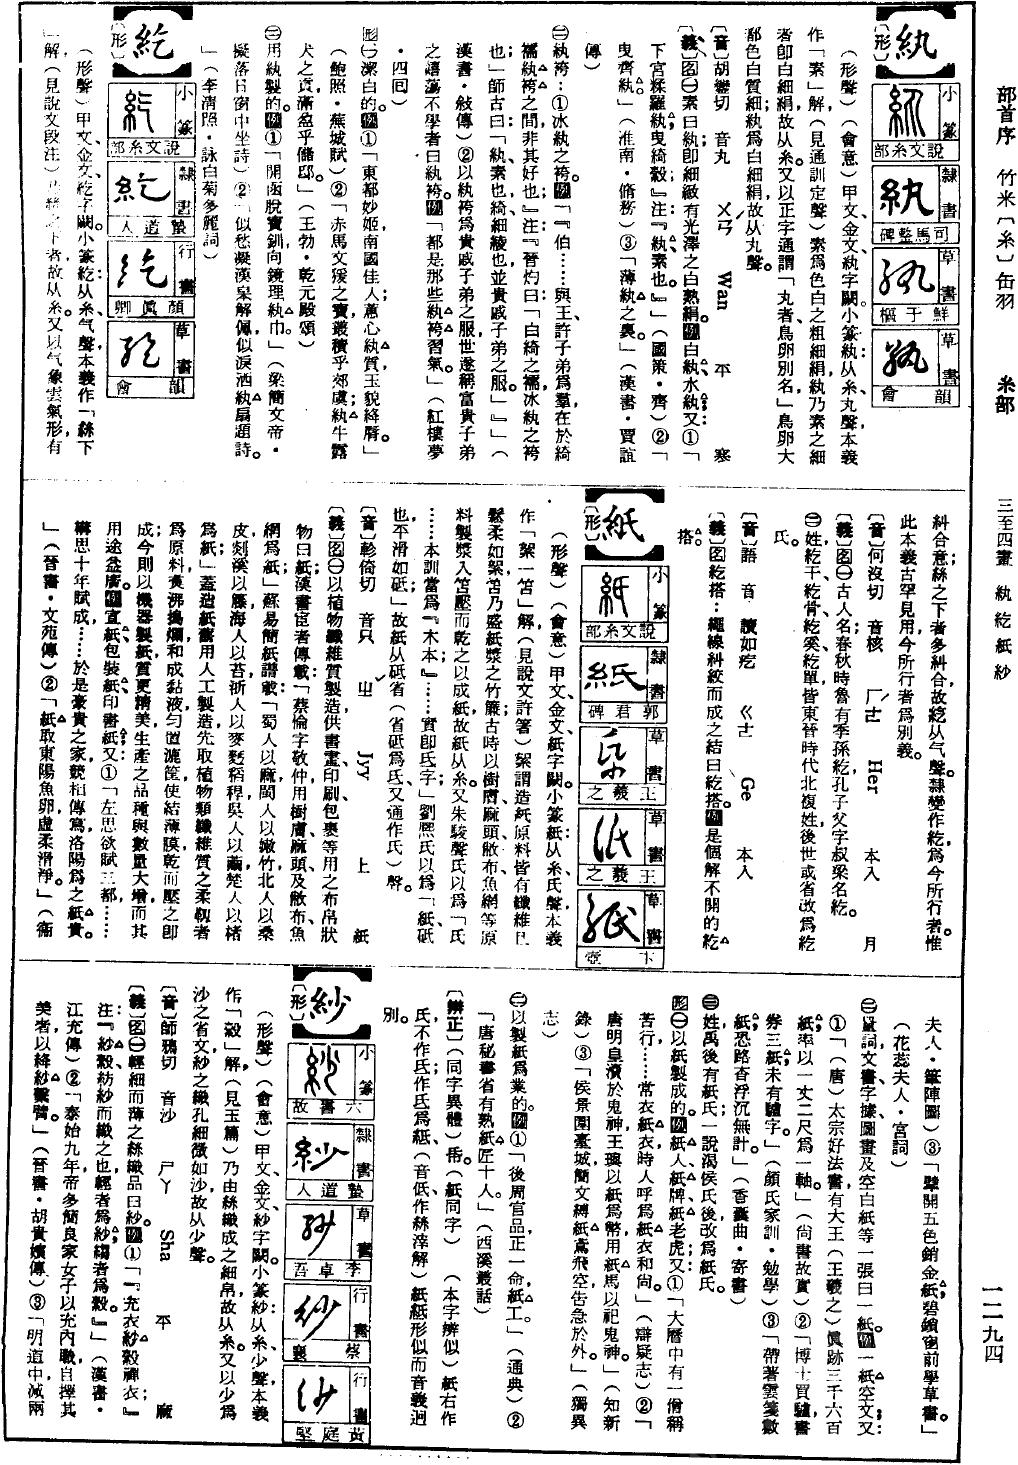 部首序 竹米〔糸〕缶羽 糸部 三至四畫 紈紇紙紗 一二九四
紈
〔形〕
小篆 說文糸部
隸書 司馬整碑
草書 鮮于樞
草書 韻會
(形聲)(會意)甲文、金文紈字闕。小篆紈:从糸,丸聲,本義
作「素」解(見通訓定聲)素爲色白之粗細絹,紈乃素之細
者即白細絹,故从糸。又以正字通謂「丸者鳥卵別名」鳥卵大
都色白質細,紈爲白細絹,故从丸聲。
〔音〕胡巒切 音丸 ㄨㄢˊ Wan 平 寒
〔義〕图㊀素曰紈;即細緻有光澤之白熟絹。例白紈、水紈;又:①「
下宮糅羅紈,曳綺縠」注:『紈,素也。』」(國策・齊)②「
曳齊紈。」(淮南・脩務)③「薄紈之裏。」(漢書・賈誼
傳)
㊁紈袴:①冰紈之袴。例「『伯……與王、許子弟爲羣,在於綺
襦紈袴之間,非其好也』注:『晉灼曰:「白綺之襦,冰紈之袴
也」師古曰:「紈,素也,綺,細綾也,並貴戚子弟之服。」』」(
漢書・敍傳)②以紈袴爲貴戚子弟之服,世遂稱富貴子弟
之嬉蕩不學者曰紈袴。例「都是那些紈袴習氣。」(紅樓夢
・四回)
形㊀潔白的。例①「東都妙姬,南國佳人,蕙心紈質,玉貌絳脣」
(鮑照・蕪城賦)②「赤馬文狻之寶,叢積乎郊虞;紈牛露
犬之貢,滿盈乎儲邸。」(王勃・乾元殿頌)
㊁用紈製的。例①「開函脫寶釧,向鏡理紈巾。」(梁簡文帝・
擬落日窗中坐詩)②「似愁凝漢臯解佩,似淚洒紈扇題詩。
」(李清照・詠白菊多麗詞)
紇
〔形〕
小篆 說文糸部
隸書 蟄道人
行書 顏眞卿
草書 韻會
(形聲)甲文、金文紇字闕。小篆紇:从糸,气聲,本義作「絲下
」解(見說文段注)乃絲之下者,故从糸。又以气象雲氣形,有
糾合意,絲之下者多糾合,故紇从气聲。隸變作紇,爲今所行者,惟
此本義古罕見用,今所行者爲別義。
〔音〕何沒切 音核 ㄏㄜˊ Her 本入 月
〔義〕图㊀古人名;春秋時魯有季孫紇;孔子父字叔梁名紇。
㊁姓;紇干、紇骨、紇奚、紇單,皆東晉時代北複姓,後世或省改爲紇
氏。
〔音〕語音 讀如疙 ㄍㄜ Ge 本入
〔義〕图紇搭:繩線糾絞而成之結曰紇搭。例是個解不開的紇
搭。
紙
〔形〕
小篆 說文糸部
隸書 郭君碑
草書 王羲之
草書 王羲之
草書 卞壺
(形聲)(會意)甲文、金文紙字闕。小篆紙:从糸,氏聲,本義
作「絮一笘」解(見說文許箸)絮謂造紙原料,皆有纖維且
鬆柔如絮,笘乃盛紙漿之竹簾,古時以樹膚、麻頭、敝布、魚網等原
料製漿入笘,壓而乾之以成紙,故紙从糸。又朱駿聲氏以爲「氏
……本訓當爲『木本』……實即氐字」劉熙氏以爲「紙,砥
也,平滑如砥」故紙从砥省(省砥爲氐,又通作氏)聲。
〔音〕軫倚切 音只 ㄓˇ Jyy 上 紙
〔義〕图㊀以植物纖維質製造,供書畫、印刷、包裹等用之布帛狀
物曰紙,漢書宦者傳載「蔡倫字敬仲,用樹膚、麻頭及敝布、魚
網爲紙」蘇易簡紙譜載「蜀人以麻,閩人以嫩竹,北人以桑
皮,剡溪以籐,海人以苔,浙人以麥麪稻稈,吳人以繭,楚人以楮
爲紙;」蓋造紙舊用人工製造,先取植物類纖維質之柔韌者
爲原料,煑沸搗爛,和成黏液,勻置漉筐,使結薄膜,乾而壓之即
成;今則以機器製,紙質更精美,生產之品種與數量大增,而其
用途益廣。例宣紙、包裝紙、印書紙;又:①「左思欲賦三都……
構思十年,賦成……於是豪貴之家,競相傳寫,洛陽爲之紙貴。
」(晉書・文苑傳)②「紙取東陽魚卵,虛柔滑淨。」(衞
夫人・筆陣圖)③「擘開五色銷金紙,碧鎖窗前學草書。」
(花蕊夫人・宮詞)
㊁量詞;文書字據圖畫及空白紙等一張曰一紙。例一紙空文;又:
①「(唐)太宗好法書,有大王(王羲之)眞跡三千六百
紙;率以一丈二尺爲一軸。」(尙書故實)②「博士買驢,書
券三紙,未有驢字。」(顏氏家訓・勉學)③「帶著雲箋數
紙,恐路杳浮沉無計。」(香囊曲・寄書)
㊂姓;禹後有紙氏;一說渴侯氏後改爲紙氏。
形㊀以紙製成的。例紙人、紙牌、紙老虎;又:①「大曆中有一僧稱
苦行……常衣紙衣,時人呼爲紙衣和尙。」(辯疑志)②「
唐明皇瀆於鬼神,王璵以紙爲幣,用紙馬以祀鬼神。」(知新
錄)③「侯景圍臺城,簡文縛紙鳶飛空,告急於外。」(獨異
志)
㊁以製紙爲業的。例①「後周官品,正一命紙工。」(通典)②
「唐秘書省有熟紙匠十人。」(西溪叢話)
〔辨正〕(同字異體)帋(紙同字) (本字辨似)紙右作
氏,不作氐;作氐爲紙,(音低,作絲滓解)紙、紙形似而音義迥
別。
紗
〔形〕
小篆 六書故
隸書 蟄道人
草書 李卓吾
行書 蔡襄
行書 黃庭堅
(形聲)(會意)甲文、金文紗字闕。小篆紗:从糸,少聲,本義
作「縠」解(見玉篇)乃由絲織成之細帛,故从糸。又以少爲
沙之省文,紗之織孔細微如沙,故从少聲。
〔音〕師鴉切 音沙 ㄕㄚ Sha 平 麻
〔義〕图㊀輕細而薄之絲織品曰紗。例①「『充衣紗縠襌衣』
注:『紗縠,紡紗而織之也;輕者爲紗,縐者爲縠。』」(漢書・
江充傳)②「泰始九年,帝多簡良家女子以充內職,自擇其
美者以絳紗繫臂。」(晉書・胡貴嬪傳)③「明道中,減兩